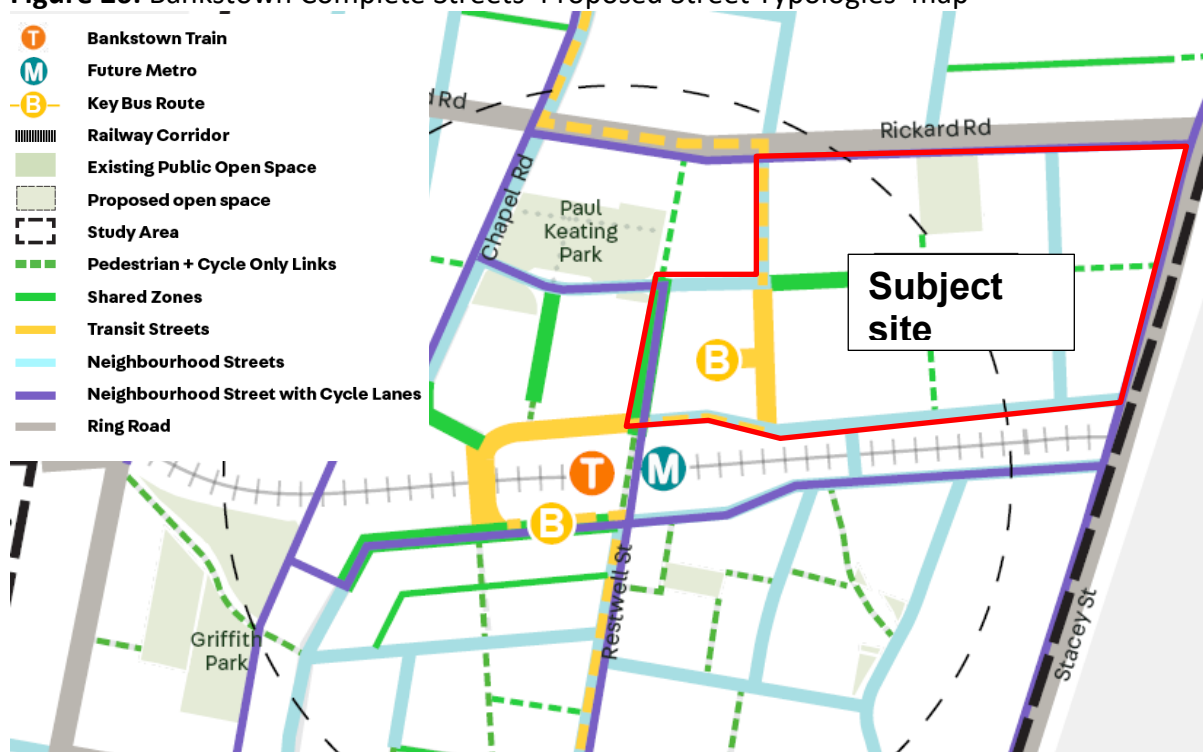 Figure 20: Bankstown Complete Streets 'Proposed Street Typologies' map
T Bankstown Train
M Future Metro
B Key Bus Route
Railway Corridor
Existing Public Open Space
Proposed open space
Study Area
Pedestrian + Cycle Only Links
Shared Zones
Transit Streets
Neighbourhood Streets
Neighbourhood Street with Cycle Lanes
Ring Road
Rd
Rickard Rd
Chapel Rd
Paul
Keating
Park
Subject
site
B
T
M
B
Restwell St
Griffith
Park
Stacey St